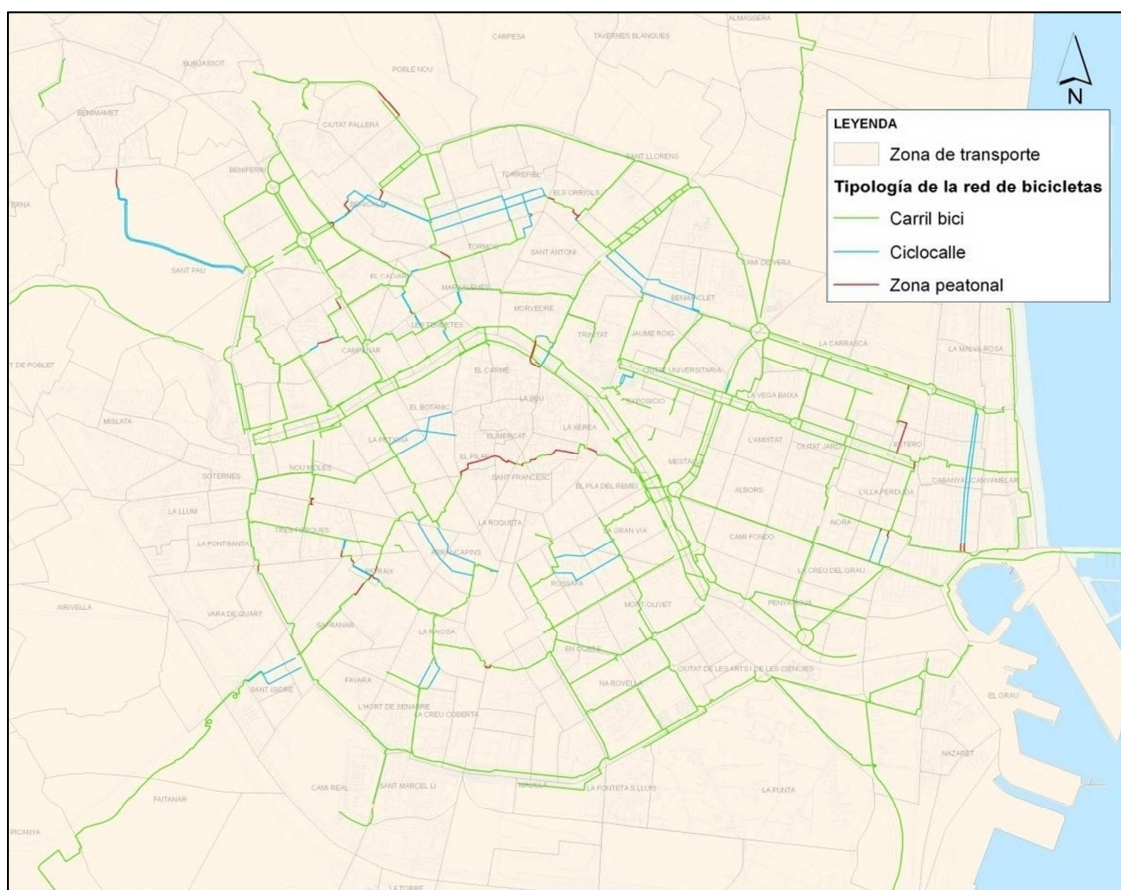 ALMASSERA
CARPESA
TAVERNES BLANQUES
BURJASSOT
POBLE NOU
BENIMAMET
CIUTAT FALLERA
N
LEYENDA
Zona de transporte
Tipología de la red de bicicletas
Carril bici
Ciclocalle
Zona peatonal
SANT LLORENS
BENIFERRI
TORREFIEL
ELS ORRIOLS
TERNA
BENICALAP
TORMOS
SANT ANTONI
SANT PAU
CAMI DE VERA
EL CALVARI
MARXALENES
BENIMACLET
MORVEDRE
LES TENDETES
TRINITAT
JAUME ROIG
LA CARRASCA
LA MALVA-ROSA
T DE POBLET
CAMPANAR
EL CARME
CIUTAT UNIVERSITARIA
LA SEU
EXPOSICIO
LA VEGA BAIXA
EL BOTANIC
MISLATA
LA XEREA
L'AMISTAT
CIUTAT JARDI
BETERO
LA PETXINA
EL MERCAT
EL PILAR
NOU MOLES
SANT FRANCESC
MESTALLA
SOTERNES
EL PLA DEL REMEI
ALBORS
L'ILLA PERDUDA
CABANYAL-CANYAMELAR
LA LLUM
LA ROQUETA
AIORA
TRES FORQUES
LA GRAN VIA
CAMI FONDO
LA FONTSANTA
ARRANCAPINS
PATRAIX
LA CREU DEL GRAU
RUSSAFA
XIRIVELLA
VARA DE QUART
MONT-OLIVET
PENYA-ROJA
SAFRANAR
LA RAIOSA
EN CORTS
CIUTAT DE LES ARTS I DE LES CIENCIES
FAVARA
NA ROVELLA
SANT ISIDRE
EL GRAU
L'HORT DE SENABRE
LA CREU COBERTA
NAZARET
CAMI REAL
SANT MARCEL LI
MALILLA
LA FONTETA S.LLUIS
LA PUNTA
FAITANAR
PICANYA
LA TORRE